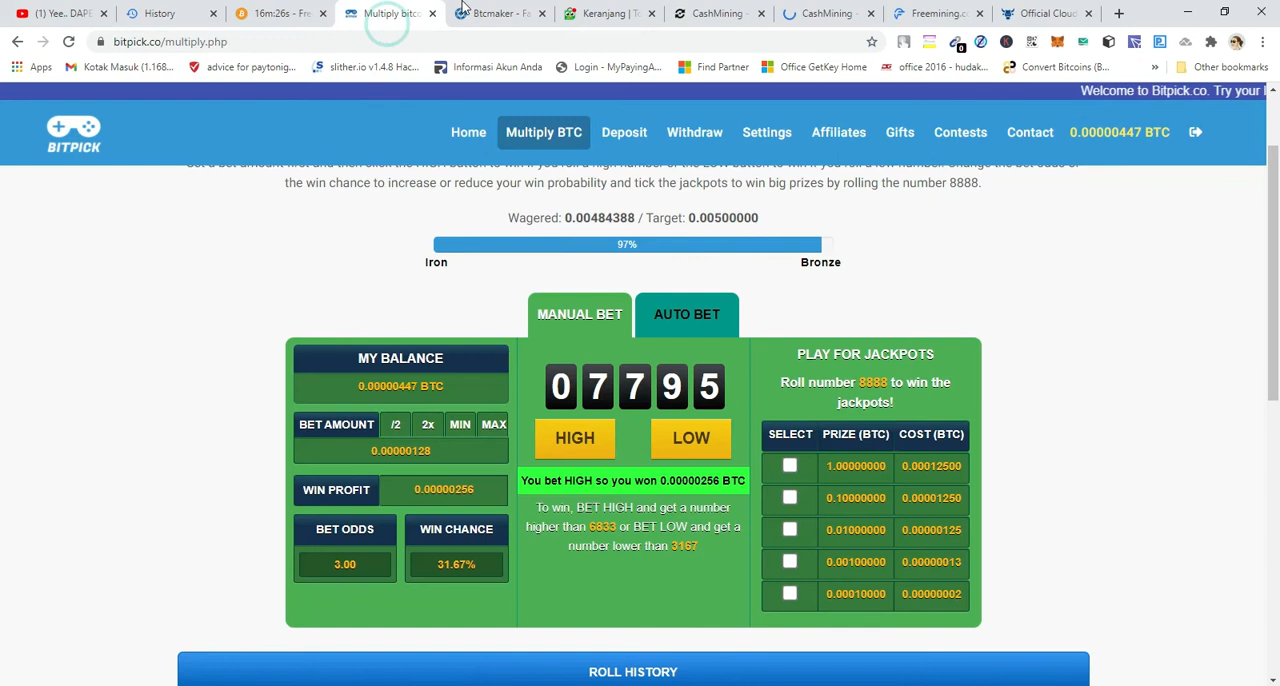 (1) Yee.. DAPE
History
16m:26s - Fre
Multiply bitco
Btcmaker - Fa
Keranjang | To
CashMining -
CashMining -
Freemining.co
Official Cloud
bitpick.co/multiply.php
0
Apps
Kotak Masuk (1.168...
advice for paytonig...
slither.io v1.4.8 Hac...
Informasi Akun Anda
Login - MyPayingA...
Find Partner
Office GetKey Home
office 2016 - hudak...
Convert Bitcoins (B...
»
Other bookmarks
Welcome to Bitpick.co. Try your l
BITPICK
Home
Multiply BTC
Deposit
Withdraw
Settings
Affiliates
Gifts
Contests
Contact
0.00000447 BTC
the win chance to increase or reduce your win probability and tick the jackpots to win big prizes by rolling the number 8888.
Wagered: 0.00484388 / Target: 0.00500000
97%
Iron
Bronze
MANUAL BET
AUTO BET
MY BALANCE
0.00000447 BTC
BET AMOUNT
/2
2x
MIN
MAX
0.00000128
WIN PROFIT
0.00000256
BET ODDS
WIN CHANCE
3.00
31.67%
0 7 7 9 5
HIGH
LOW
You bet HIGH so you won 0.00000256 BTC
To win, BET HIGH and get a number
higher than 6833 or BET LOW and get a
number lower than 3167
PLAY FOR JACKPOTS
Roll number 8888 to win the
jackpots!
SELECT PRIZE (BTC) COST (BTC)
1.00000000 0.00012500
0.10000000 0.00001250
0.01000000 0.00000125
0.00100000 0.00000013
0.00010000 0.00000002
ROLL HISTORY